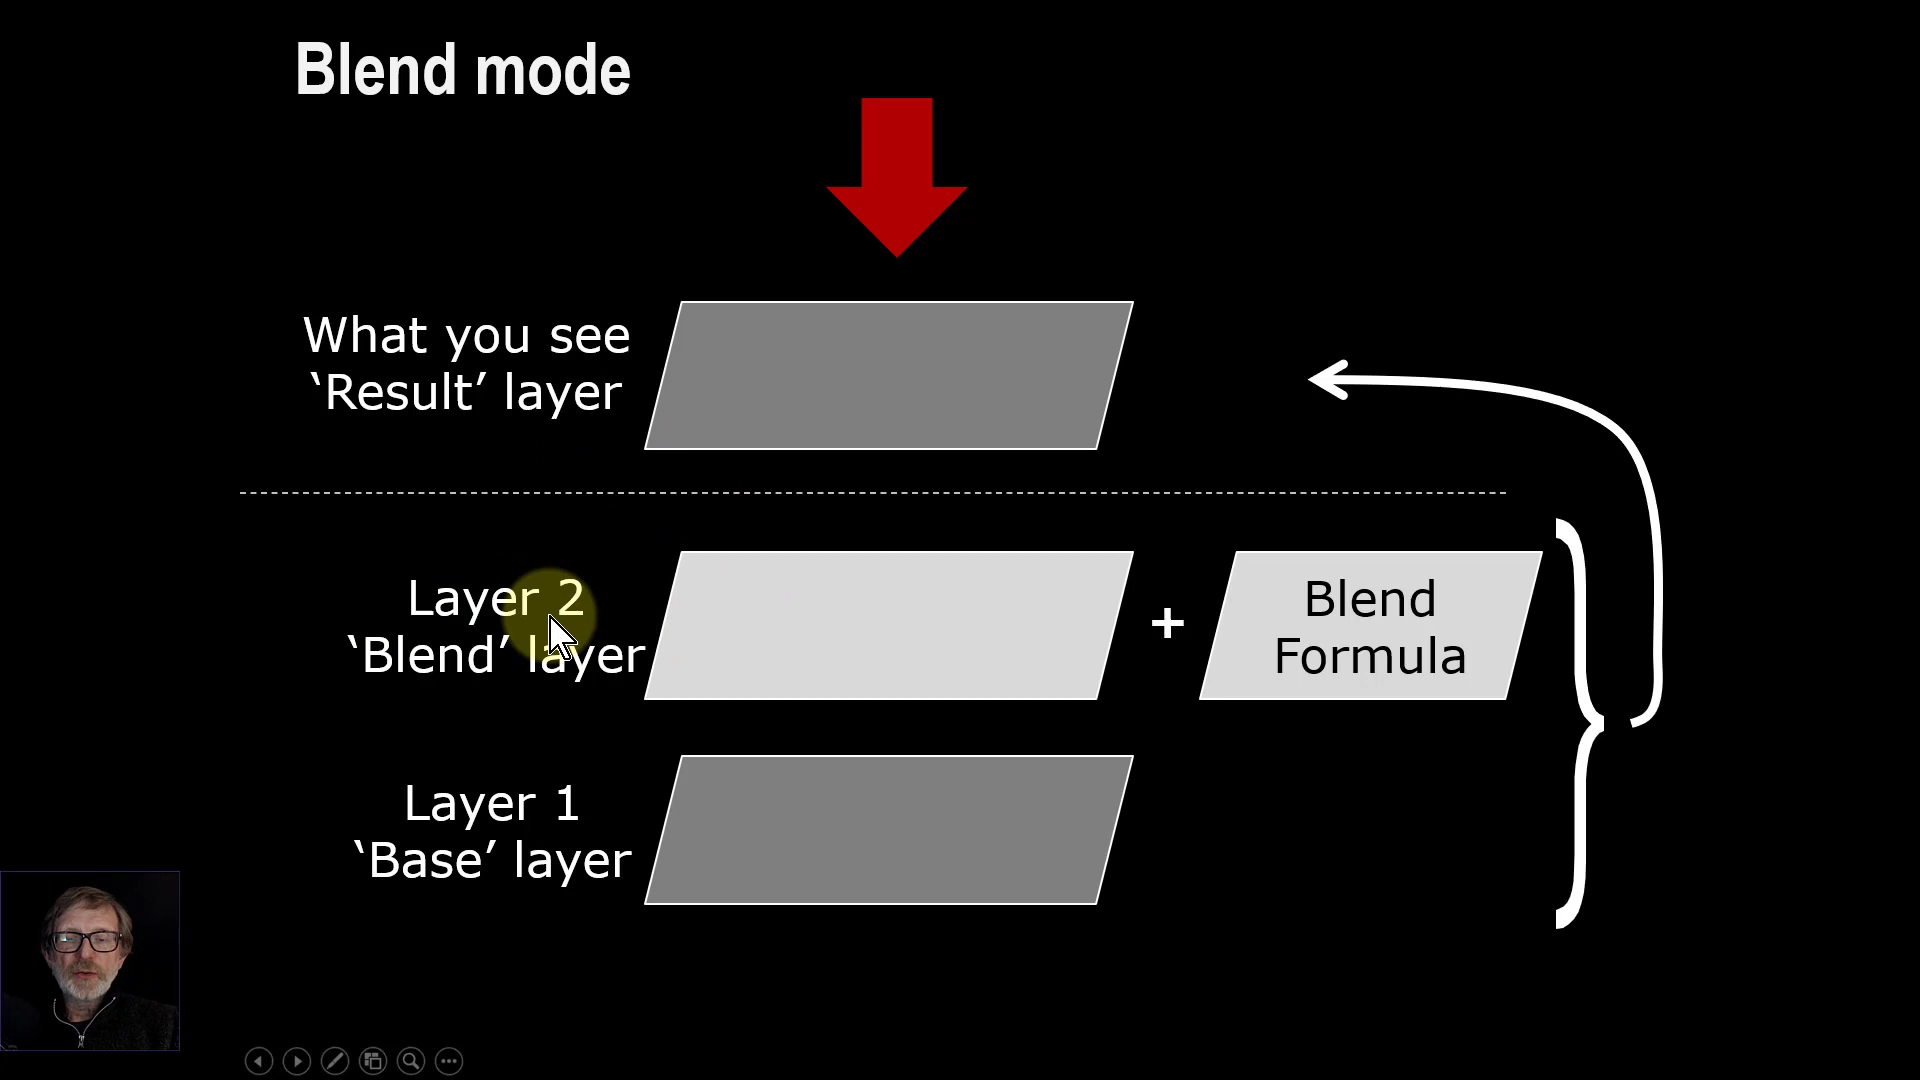 Blend mode
What you see
‘Result’ layer
Layer 2
‘Blend’ layer
+
Blend
Formula
Layer 1
‘Base’ layer